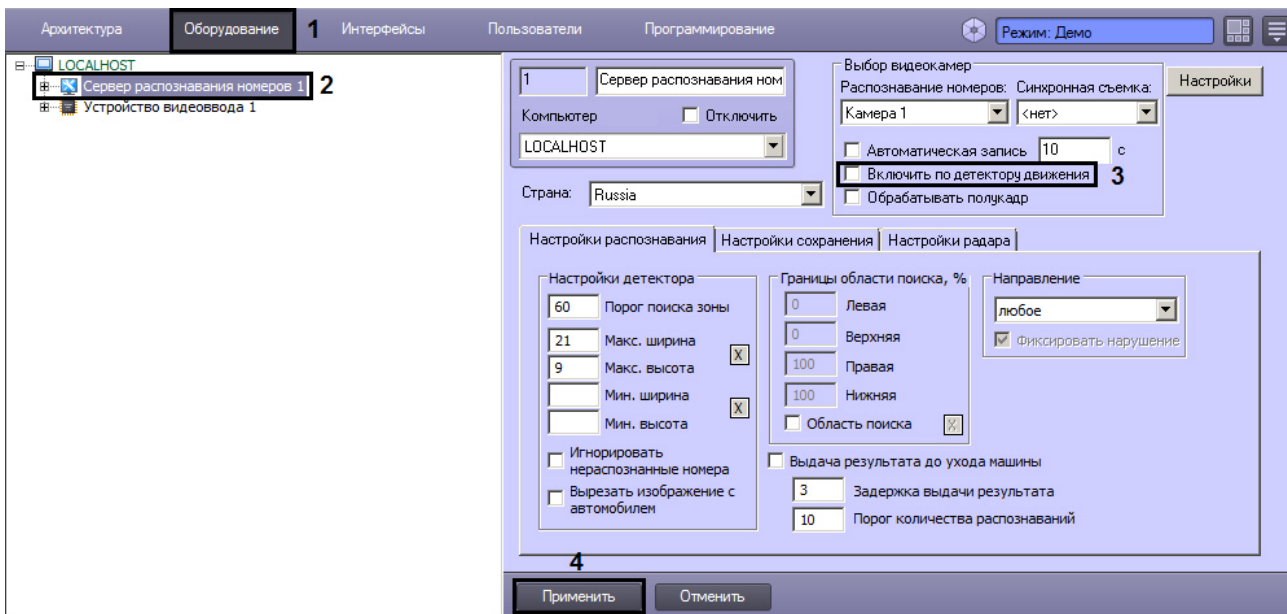 Архитектура Оборудование 1 Интерфейсы Пользователи Программирование Режим: Демо
LOCALHOST
Сервер распознавания номеров 1 2
Устройство видеоввода 1
1 Сервер распознавания ном
Компьютер Отключить
LOCALHOST
Страна: Russia
Выбор видеокамер
Распознавание номеров: Синхронная съемка:
Камера 1 <нет>
Автоматическая запись 10 с
Включить по детектору движения 3
Обрабатывать полукадр
Настройки
Настройки распознавания Настройки сохранения Настройки радара
Настройки детектора
60 Порог поиска зоны
21 Макс. ширина
9 Макс. высота
X
Мин. ширина
Мин. высота
X
Игнорировать
нераспознанные номера
Вырезать изображение с
автомобилем
Границы области поиска, %
0 Левая
0 Верхняя
100 Правая
100 Нижняя
Область поиска X
Направление
любое
Фиксировать нарушение
Выдача результата до ухода машины
3 Задержка выдачи результата
10 Порог количества распознаваний
4
Применить Отменить